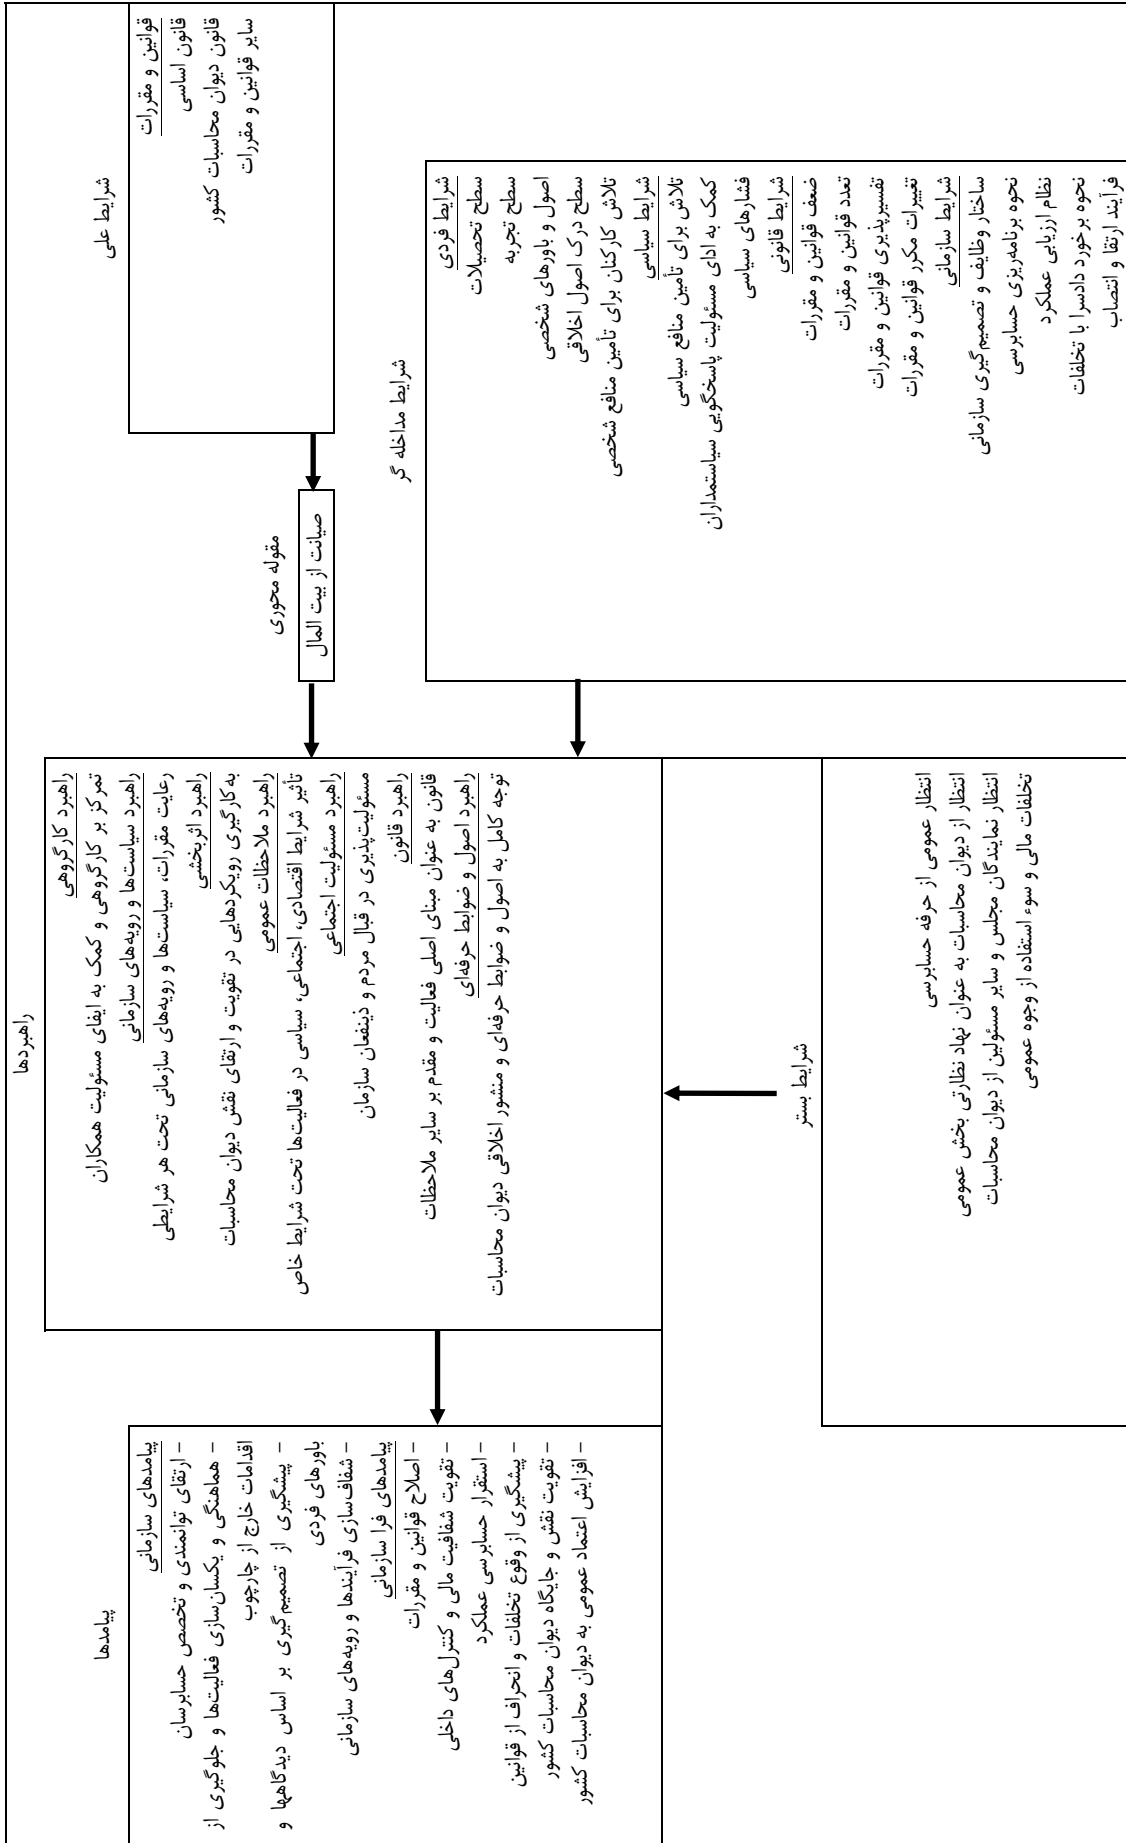 شرایط علی
قوانین و مقررات
قانون اساسی
قانون دیوان محاسبات کشور
سایر قوانین و مقررات
مقوله محوری
صیانت از بیت المال
شرایط مداخله گر
شرایط فردی
سطح تحصیلات
سطح تجربه
اصول و باورهای شخصی
سطح درک اصول اخلاقی
تلاش کارکنان برای تأمین منافع شخصی
شرایط سیاسی
تلاش برای تأمین منافع سیاسی
کمک به ادای مسئولیت پاسخگویی سیاستمداران
فشارهای سیاسی
شرایط قانونی
ضعف قوانین و مقررات
تعدد قوانین و مقررات
تفسیرپذیری قوانین و مقررات
تغییرات مکرر قوانین و مقررات
شرایط سازمانی
ساختار وظایف و تصمیم‌گیری سازمانی
نحوه برنامه‌ریزی حسابرسی
نظام ارزیابی عملکرد
نحوه برخورد دادسرا با تخلفات
فرآیند ارتقا و انتصاب
راهبردها
راهبرد کارگروهی
تمرکز بر کارگروهی و کمک به ایفای مسئولیت همکاران
راهبرد سیاست‌ها و رویه‌های سازمانی
رعایت مقررات، سیاست‌ها و رویه‌های سازمانی تحت هر شرایطی
راهبرد اثربخشی
به‌کارگیری رویکردهایی در تقویت و ارتقای نقش دیوان محاسبات
راهبرد ملاحظات عمومی
تأثیر شرایط اقتصادی، اجتماعی، سیاسی در فعالیت‌ها تحت شرایط خاص
راهبرد مسئولیت اجتماعی
مسئولیت‌پذیری در قبال مردم و ذینفعان سازمان
راهبرد قانون
قانون به عنوان مبنای اصلی فعالیت و مقدم بر سایر ملاحظات
راهبرد اصول و ضوابط حرفه‌ای
توجه کامل به اصول و ضوابط حرفه‌ای و منشور اخلاقی دیوان محاسبات
شرایط بستر
انتظار عمومی از حرفه حسابرسی
انتظار از دیوان محاسبات به عنوان نهاد نظارتی بخش عمومی
انتظار نمایندگان مجلس و سایر مسئولین از دیوان محاسبات
تخلفات مالی و سوء استفاده از وجوه عمومی
پیامدها
پیامدهای سازمانی
- ارتقای توانمندی و تخصص حسابرسان
- هماهنگی و یکسان‌سازی فعالیت‌ها و جلوگیری از
اقدامات خارج از چارچوب
- پیشگیری از تصمیم‌گیری بر اساس دیدگاهها و
باورهای فردی
- شفاف‌سازی فرآیندها و رویه‌های سازمانی
پیامدهای فرا سازمانی
- اصلاح قوانین و مقررات
- تقویت شفافیت مالی و کنترل‌های داخلی
- استقرار حسابرسی عملکرد
- پیشگیری از وقوع تخلفات و انحراف از قوانین
- تقویت نقش و جایگاه دیوان محاسبات کشور
- افزایش اعتماد عمومی به دیوان محاسبات کشور